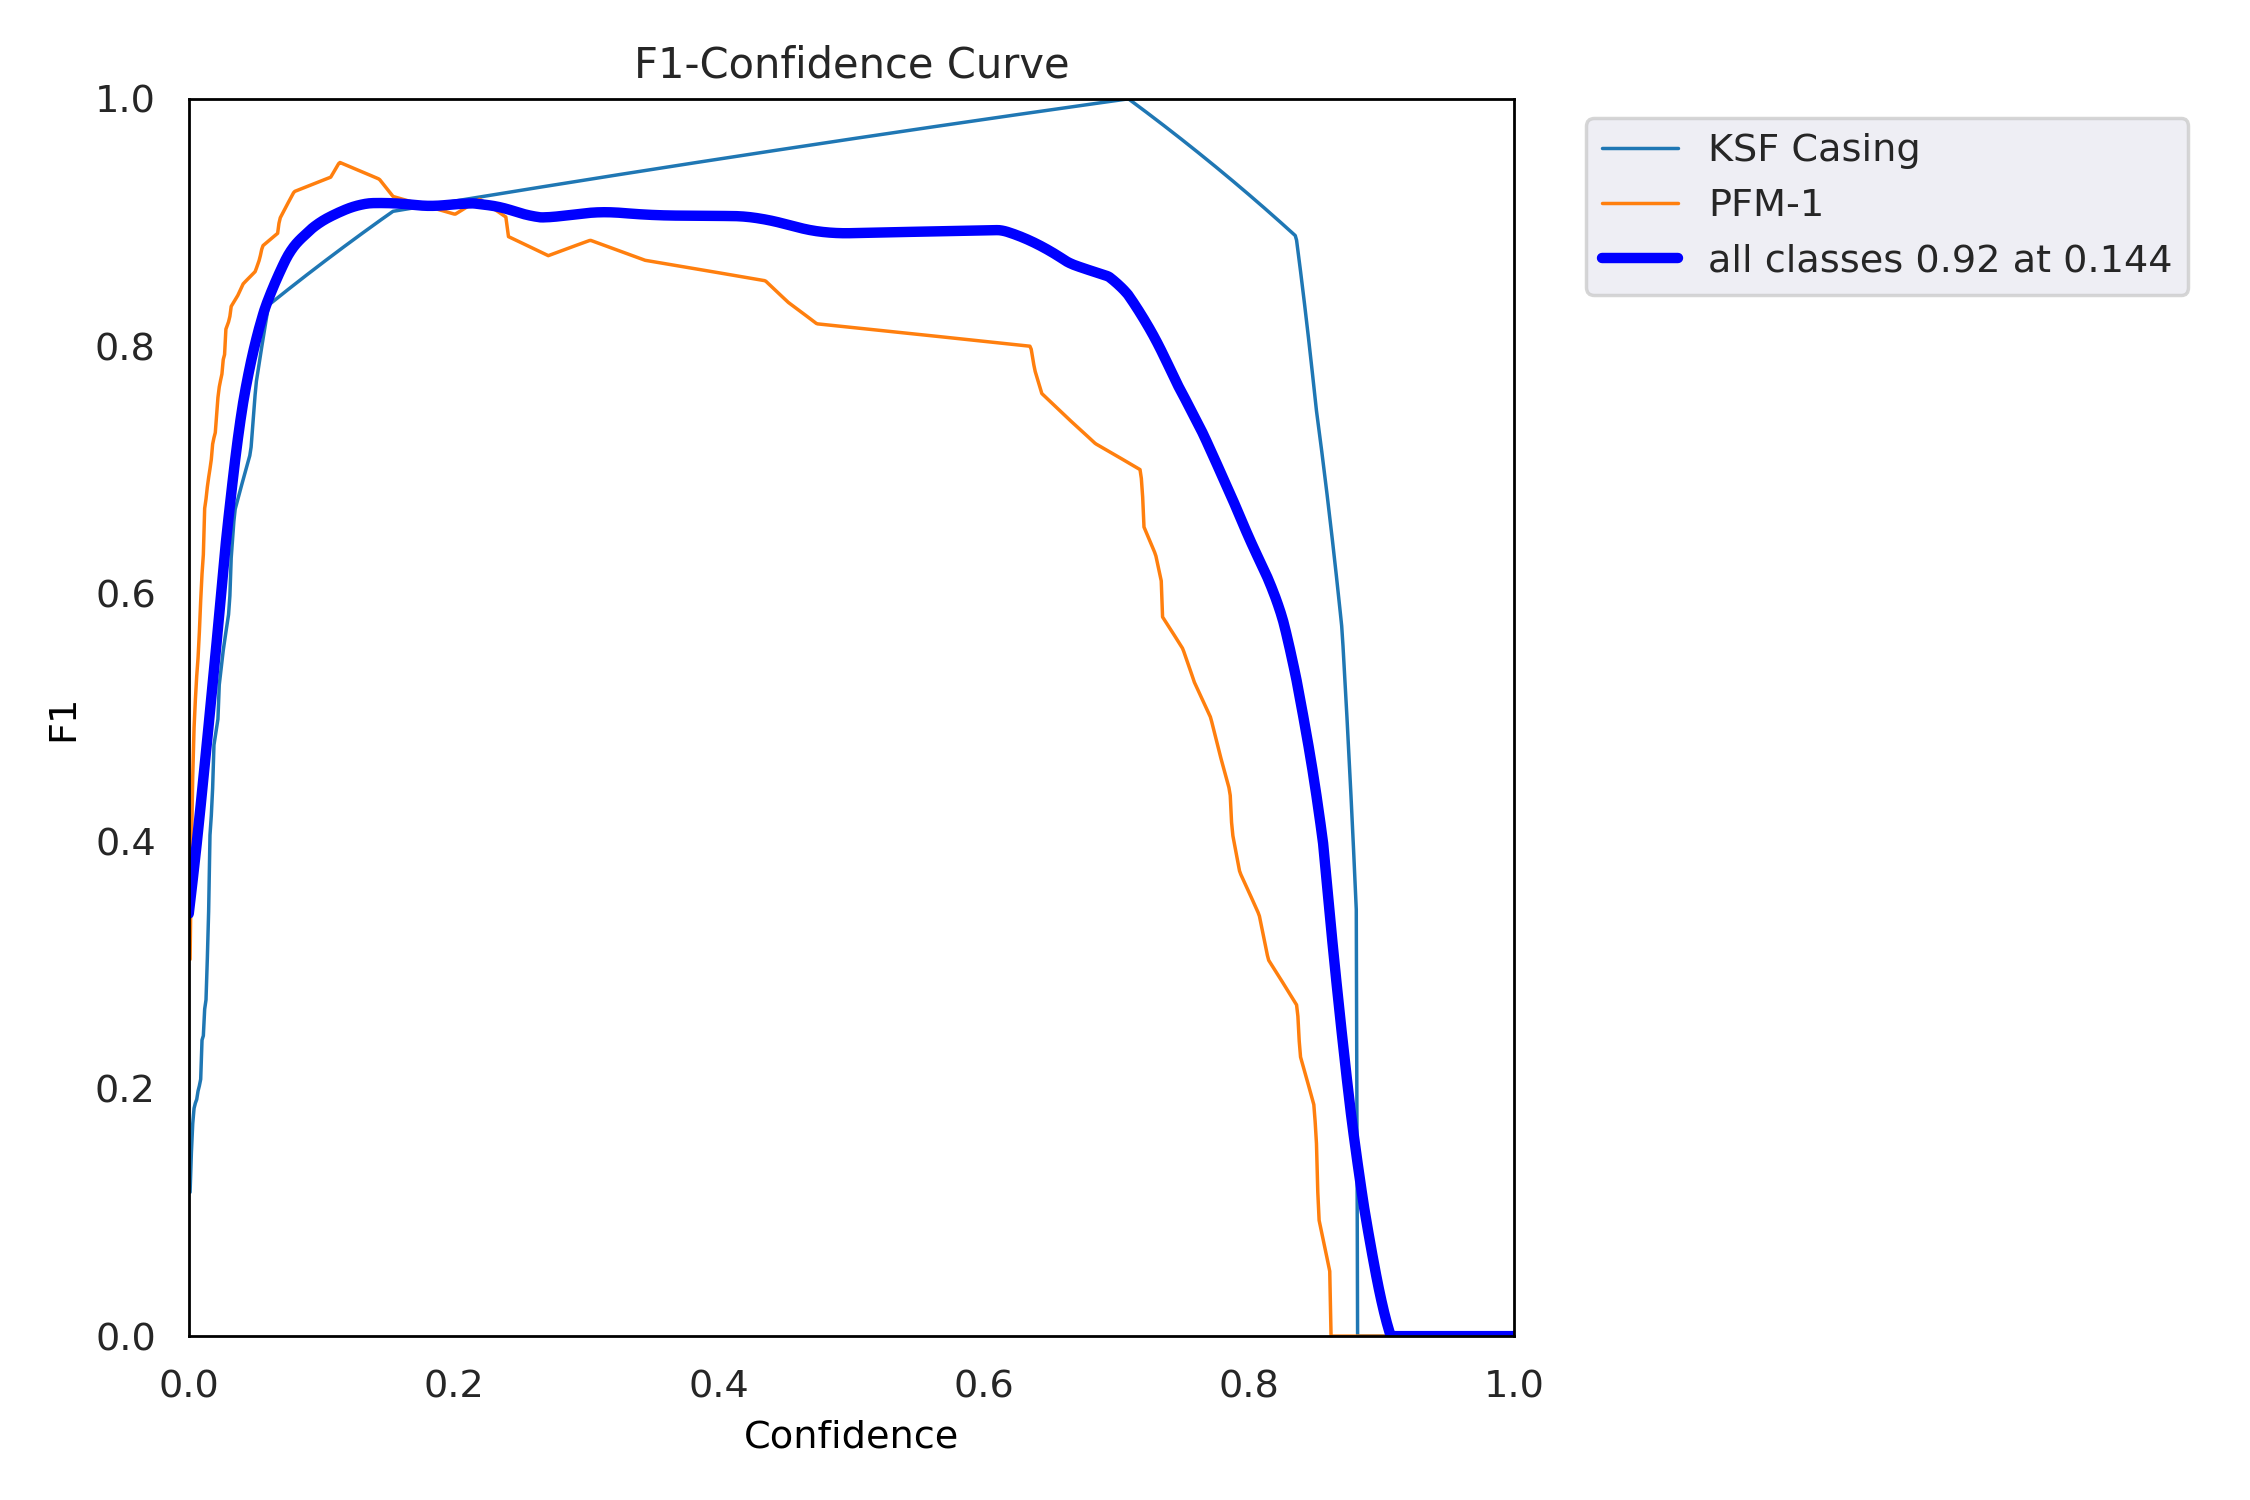 F1-Confidence Curve
1.0
0.8
0.6
0.4
0.2
0.0
F1
0.0 0.2 0.4 0.6 0.8 1.0
Confidence
KSF Casing
PFM-1
all classes 0.92 at 0.144